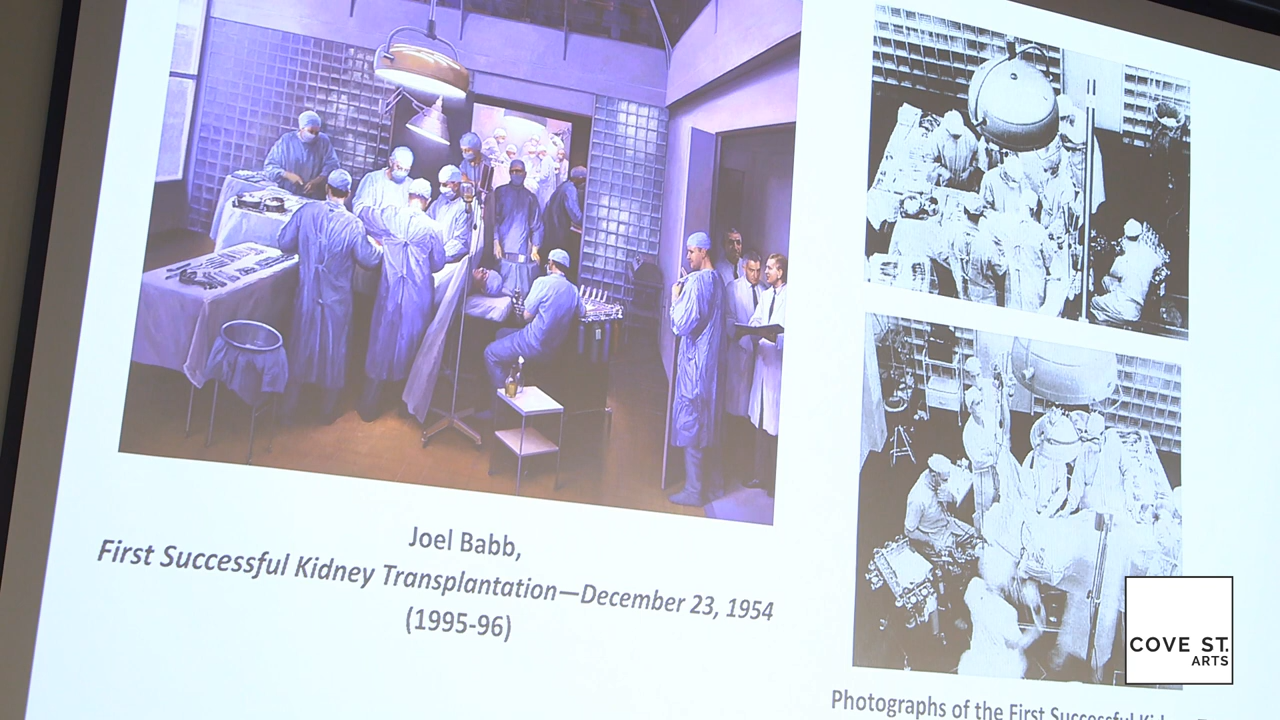 Joel Babb,
First Successful Kidney Transplantation—December 23, 1954
(1995-96)
COVE ST.
ARTS
Photographs of the First Successful